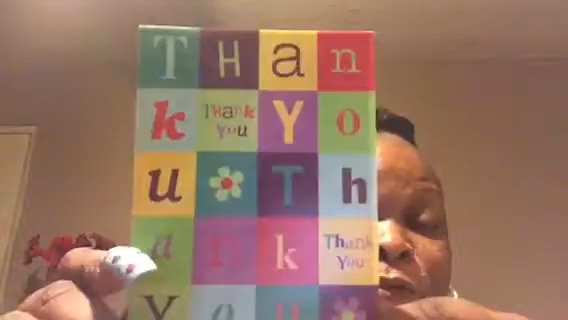 T H a n
k Thank You Y o
u T h
a n k Thank You
Y o u